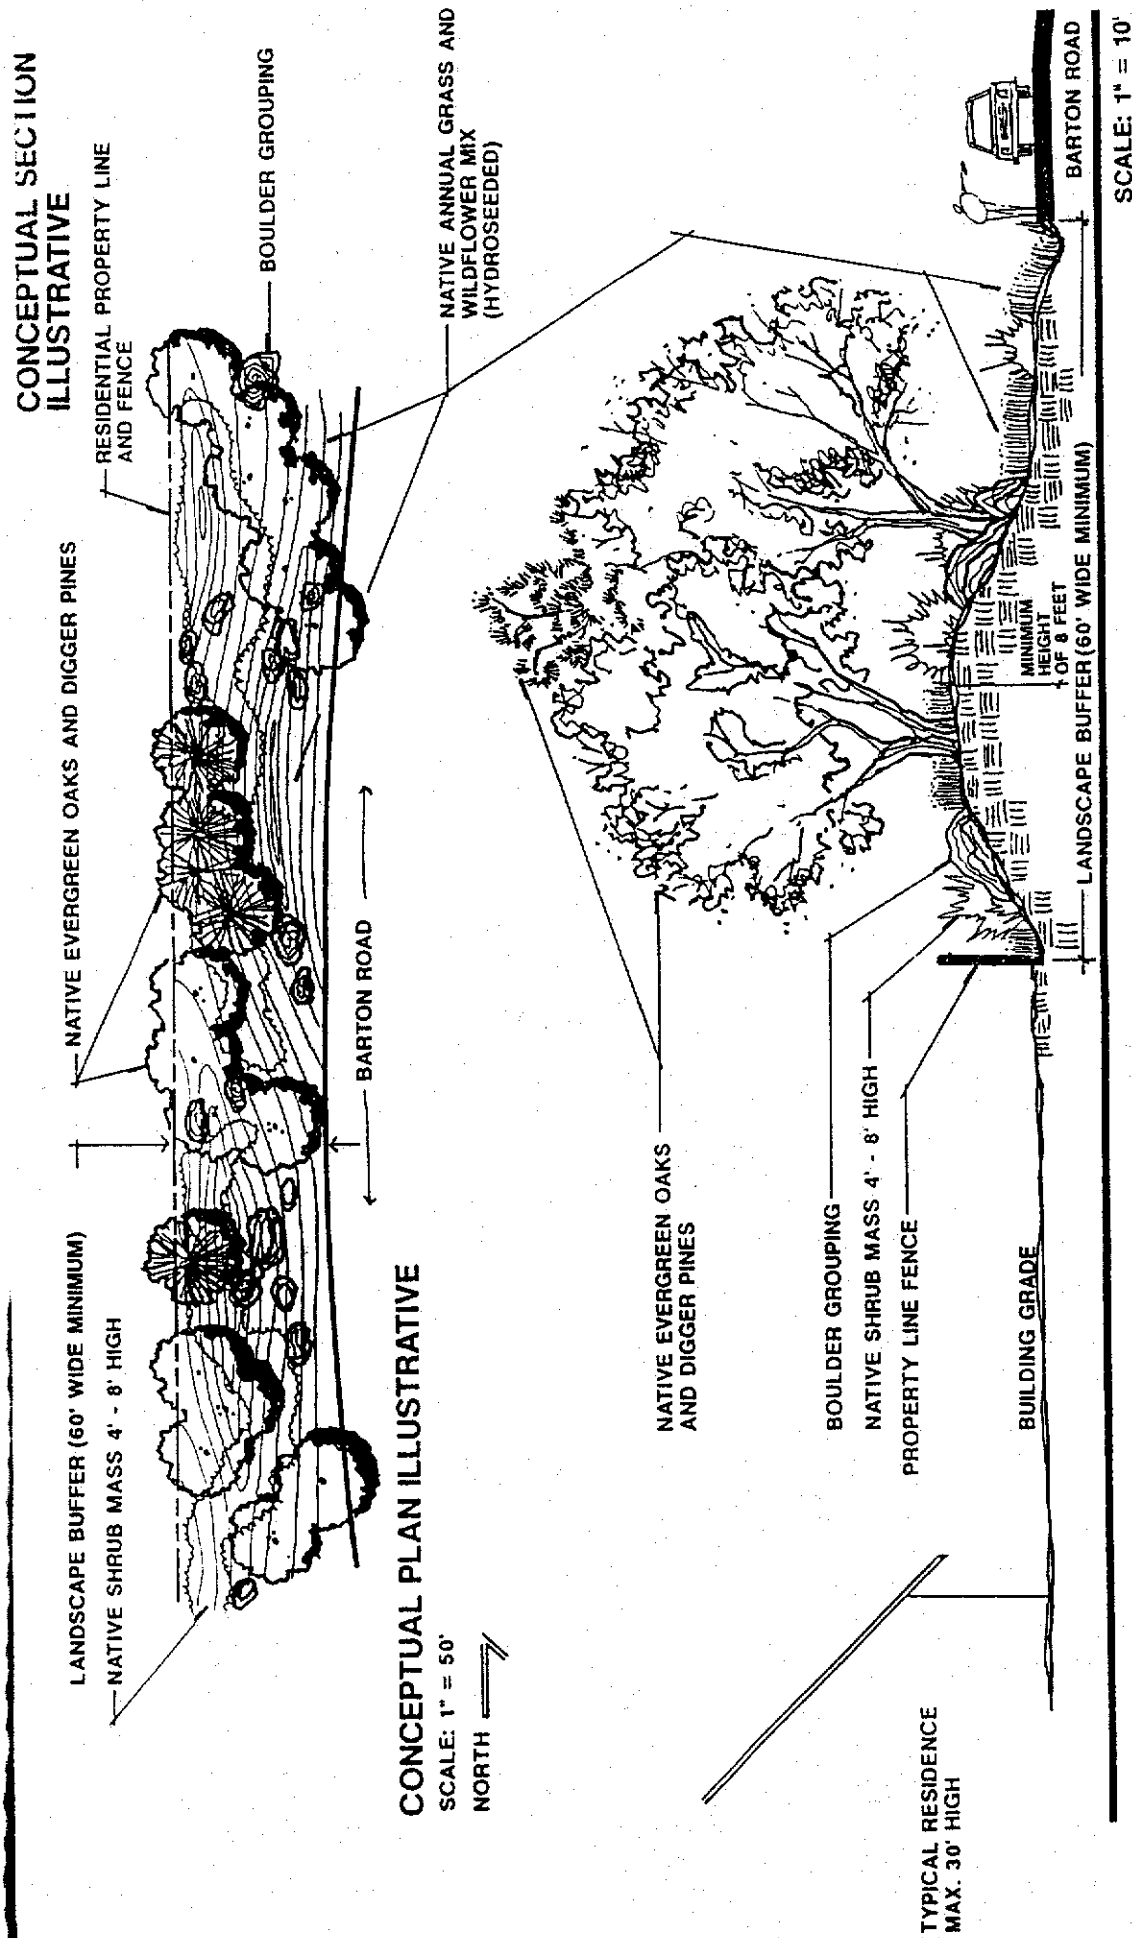 LANDSCAPE BUFFER (60' WIDE MINIMUM)
NATIVE SHRUB MASS 4' - 8' HIGH
NATIVE EVERGREEN OAKS AND DIGGER PINES
RESIDENTIAL PROPERTY LINE
AND FENCE
CONCEPTUAL SECTION
ILLUSTRATIVE
BOULDER GROUPING
BARTON ROAD
NATIVE ANNUAL GRASS AND
WILDFLOWER MIX
(HYDROSEEDED)
CONCEPTUAL PLAN ILLUSTRATIVE
SCALE: 1" = 50'
NORTH
NATIVE EVERGREEN OAKS
AND DIGGER PINES
BOULDER GROUPING
NATIVE SHRUB MASS 4' - 8' HIGH
PROPERTY LINE FENCE
TYPICAL RESIDENCE
MAX. 30' HIGH
BUILDING GRADE
MINIMUM
HEIGHT
OF 8 FEET
LANDSCAPE BUFFER (60' WIDE MINIMUM)
BARTON ROAD
SCALE: 1" = 10'